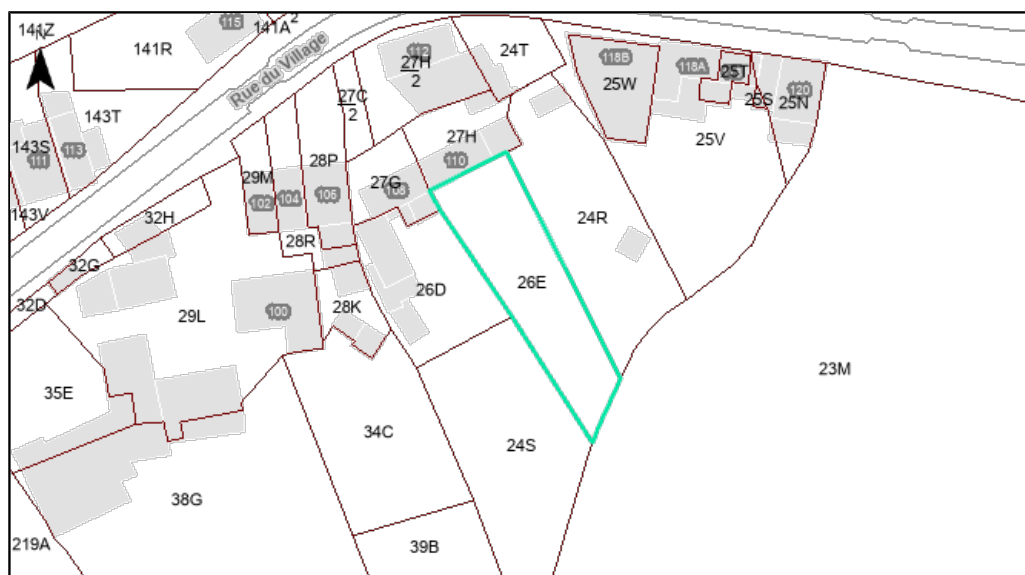 141Z
N
141R
115
141A
2
Rue du Village
112
27H
2
24T
118B
25W
118A
25T
25S
120
25N
143T
143S
111
113
143V
27C
2
28P
27H
110
25V
29M
102
104
106
27G
108
32H
28R
24R
32G
32D
26D
26E
29L
100
28K
23M
35E
34C
24S
38G
39B
219A